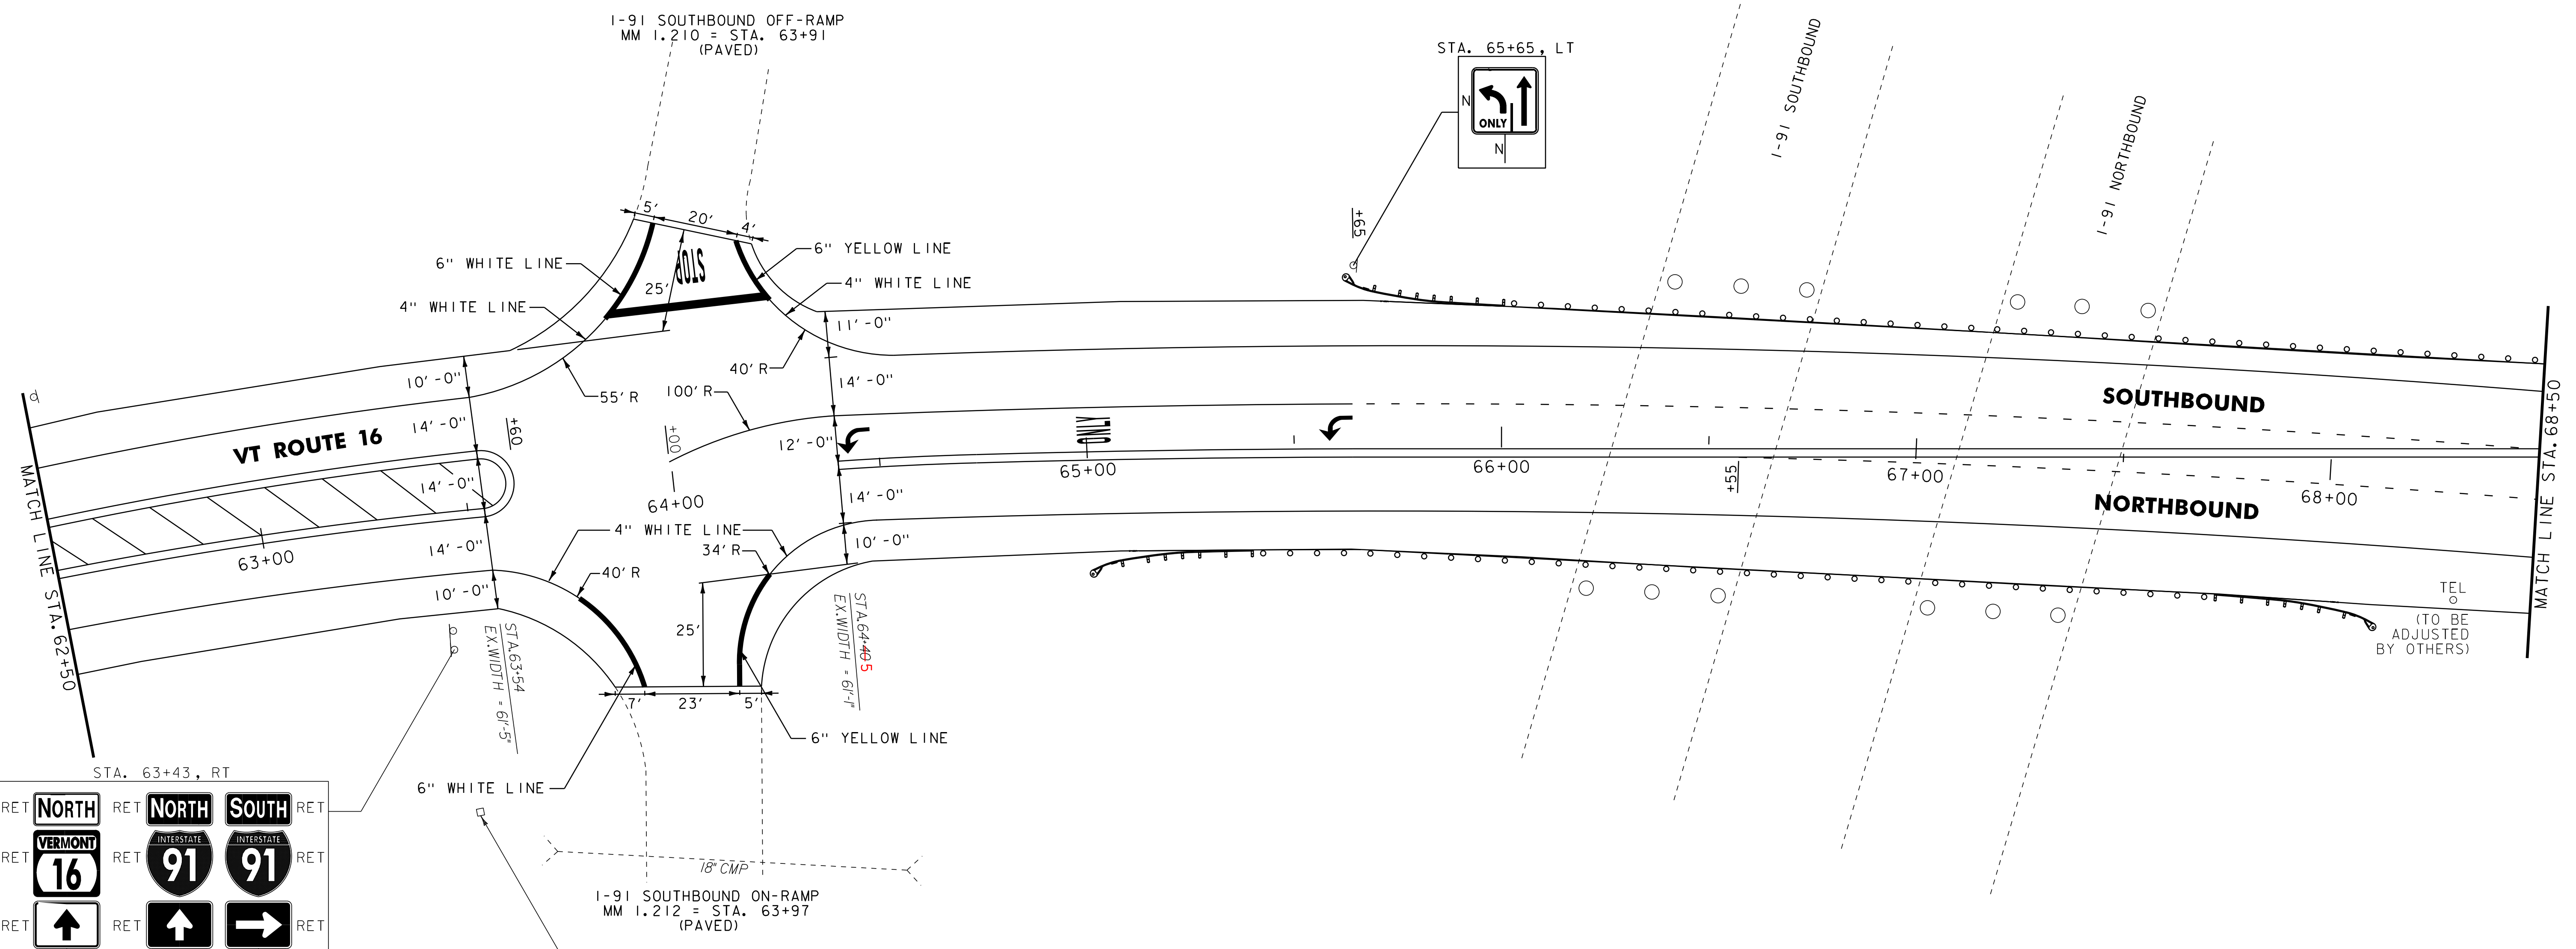 I-91 SOUTHBOUND OFF-RAMP
MM 1.210 = STA. 63+91
(PAVED)
STA. 65+65, LT
N
ONLY
N
+65
I-91 SOUTHBOUND
I-91 NORTHBOUND
5'
20'
4'
6" WHITE LINE
STOP
25'
6" YELLOW LINE
4" WHITE LINE
4" WHITE LINE
11'-0"
40'R
10'-0"
55'R
100'R
14'-0"
14'-0"
+60
+00
12'-0"
ONLY
VT ROUTE 16
SOUTHBOUND
NORTHBOUND
14'-0"
14'-0"
63+00
64+00
65+00
66+00
+55
67+00
68+00
4" WHITE LINE
14'-0"
10'-0"
34'R
40'R
10'-0"
25'
7'
23'
5'
STA.63+54
EX.WIDTH = 61'-5"
STA.64+40 5
EX.WIDTH = 61'-1"
6" YELLOW LINE
6" WHITE LINE
MATCH LINE STA. 62+50
MATCH LINE STA. 68+50
TEL
(TO BE
ADJUSTED
BY OTHERS)
STA. 63+43, RT
RET NORTH RET NORTH SOUTH RET
RET VERMONT 16 RET INTERSTATE 91 INTERSTATE 91 RET
RET RET RET
18" CMP
I-91 SOUTHBOUND ON-RAMP
MM 1.212 = STA. 63+97
(PAVED)